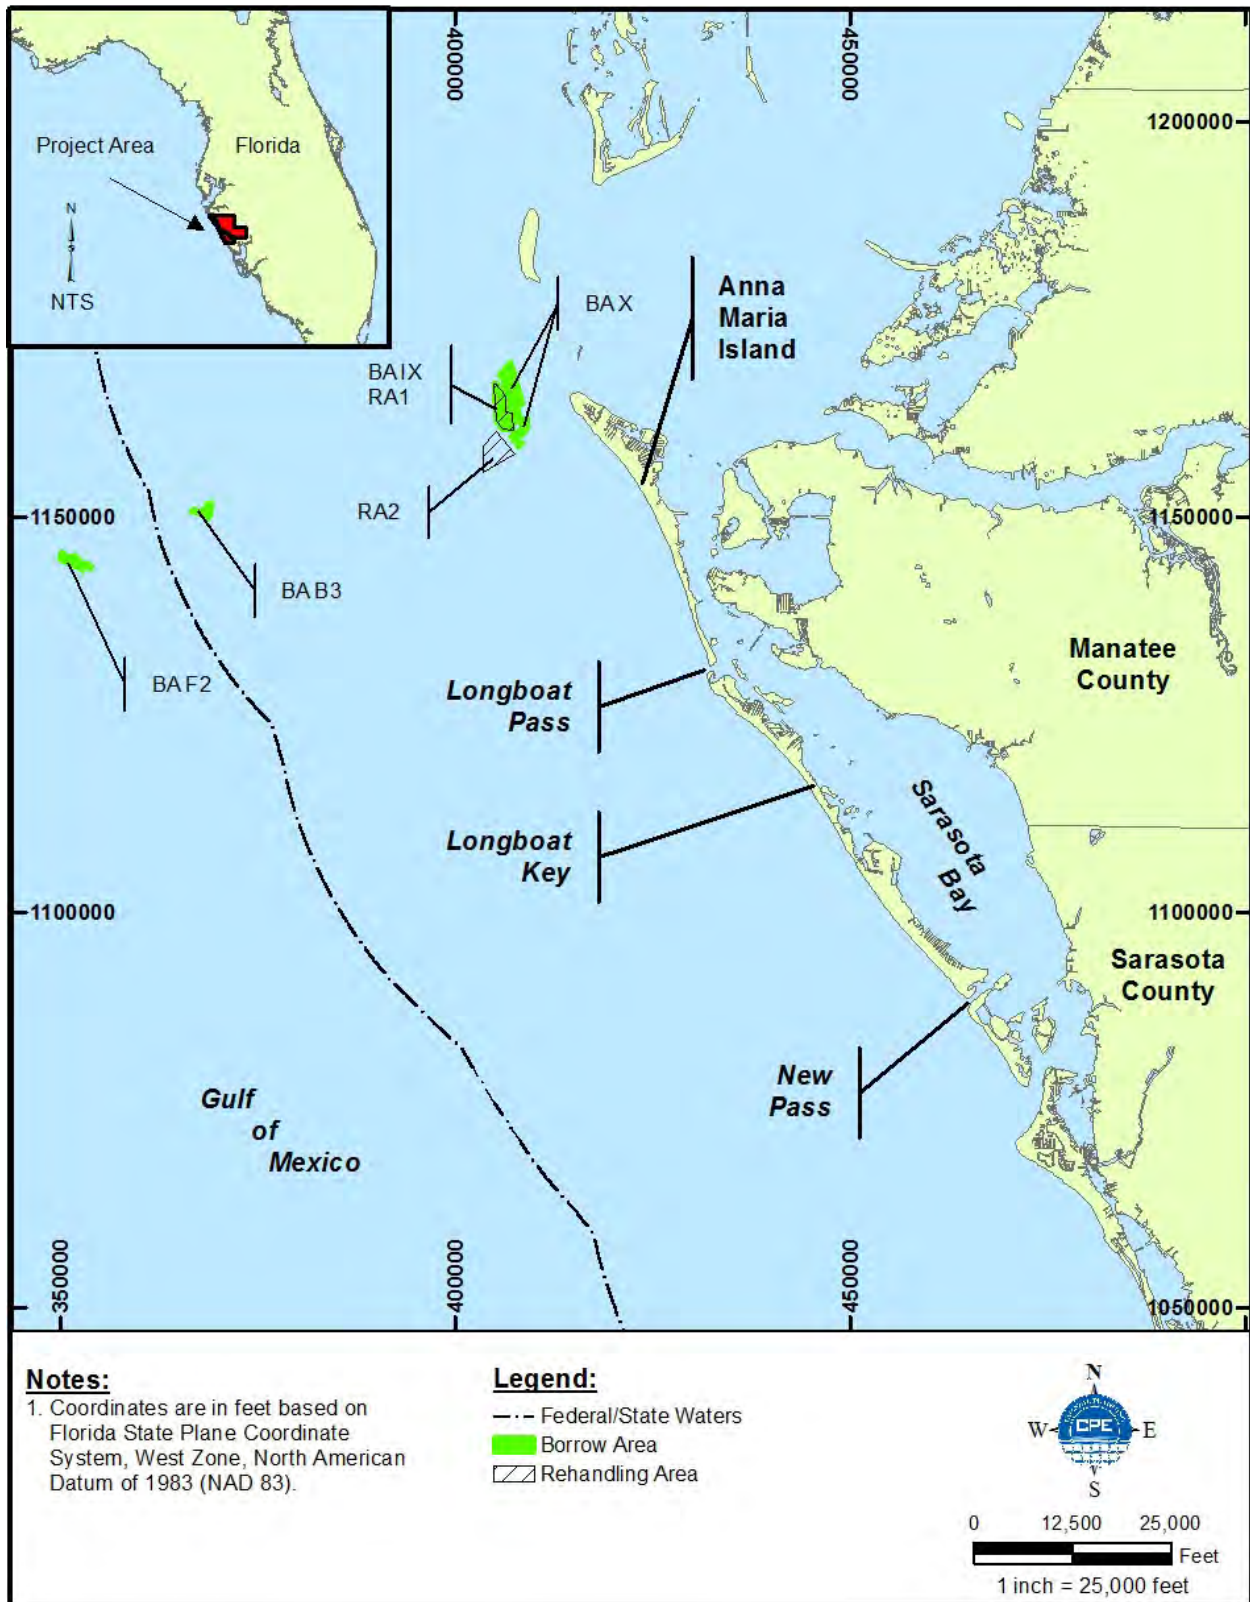 Project Area
Florida
N
NTS
400000
450000
1200000
BA X
Anna
Maria
Island
BA IX
RA1
RA2
1150000
1150000
BA B3
BA F2
Manatee
County
Longboat
Pass
Sarasota
Bay
Longboat
Key
1100000
1100000
Sarasota
County
New
Pass
Gulf
of
Mexico
350000
400000
450000
1050000
Notes:
1. Coordinates are in feet based on
Florida State Plane Coordinate
System, West Zone, North American
Datum of 1983 (NAD 83).
Legend:
Federal/State Waters
Borrow Area
Rehandling Area
N
W
CPE
E
S
0 12,500 25,000
Feet
1 inch = 25,000 feet